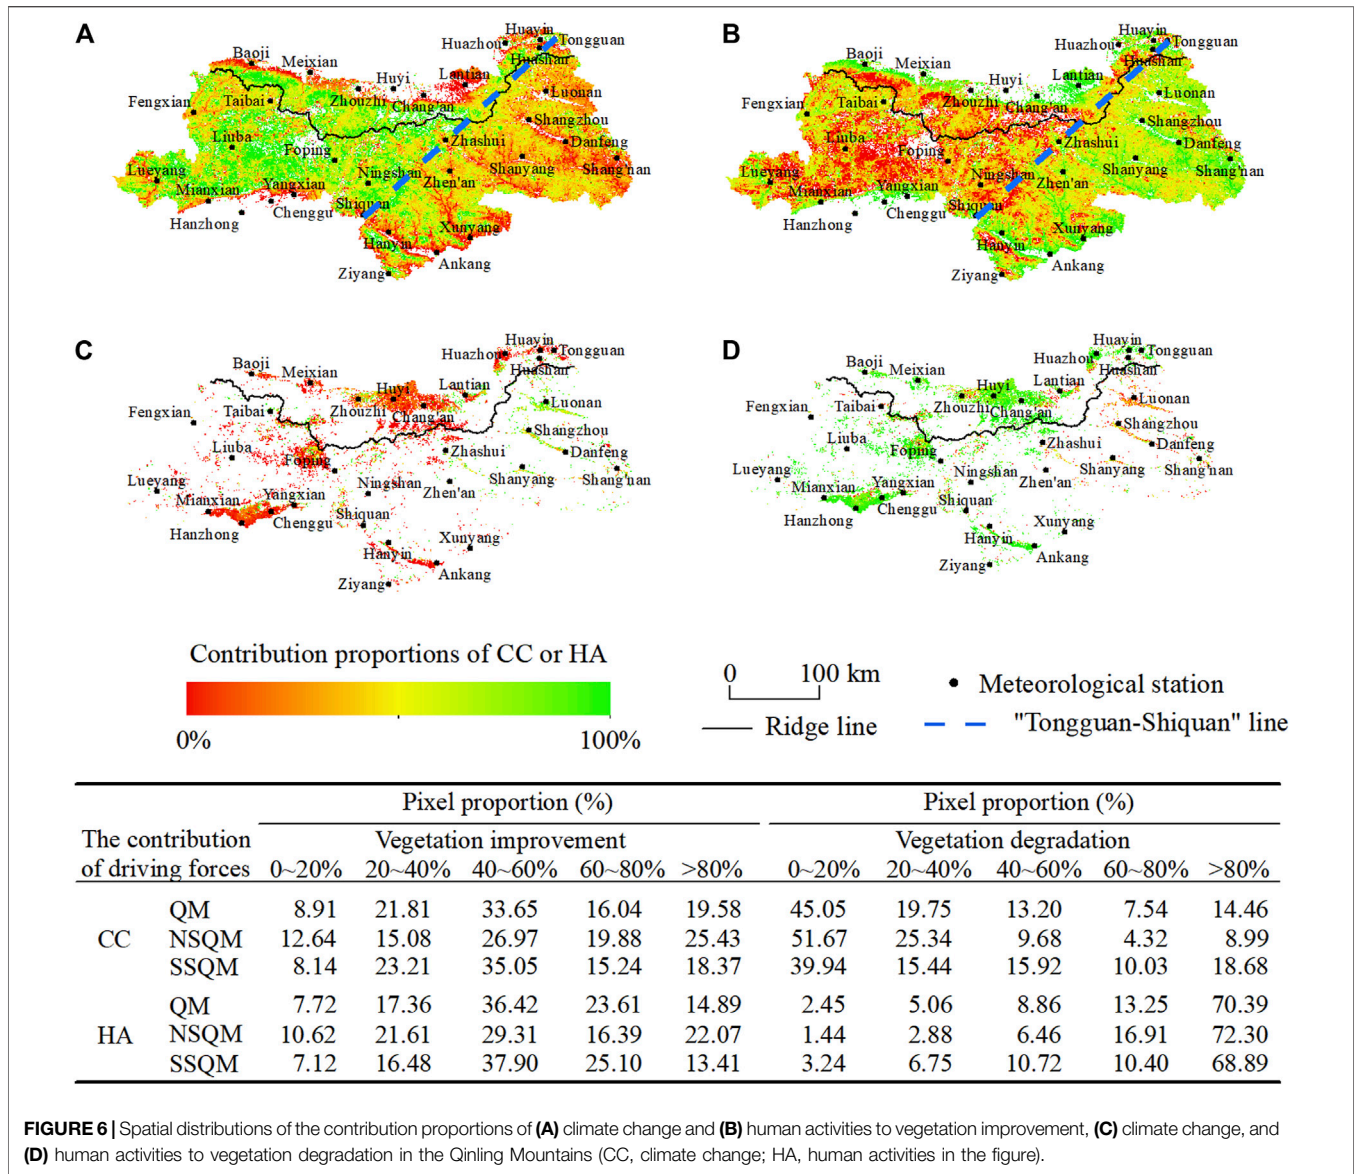 A
Huayin
Huazhou
Tongguan
Baoji
Huashan
Meixian
Huyi
Lantian
Fengxian
Taibai
Zhouzhi
Chang'an
Luonan
Shangzhou
Liuba
Zhashui
Danfeng
Foping
Lueyang
Ningshan
Shanyang
Shang'nan
Mianxian
Yangxian
Zhen'an
Shiquan
Hanzhong
Chenggu
Xunyang
Hanyin
Ankang
Ziyang
B
Huayin
Huazhou
Tongguan
Baoji
Huashan
Meixian
Huyi
Lantian
Fengxian
Taibai
Zhouzhi
Chang'an
Luonan
Shangzhou
Liuba
Zhashui
Danfeng
Foping
Lueyang
Ningshan
Shanyang
Shang'nan
Mianxian
Yangxian
Zhen'an
Shiquan
Hanzhong
Chenggu
Xunyang
Hanyin
Ankang
Ziyang
C
Huayin
Huazhou
Tongguan
Baoji
Huashan
Meixian
Huyi
Lantian
Fengxian
Taibai
Zhouzhi
Chang'an
Luonan
Shangzhou
Liuba
Zhashui
Danfeng
Foping
Lueyang
Ningshan
Shanyang
Shang'nan
Mianxian
Yangxian
Zhen'an
Shiquan
Hanzhong
Chenggu
Xunyang
Hanyin
Ankang
Ziyang
D
Huayin
Huazhou
Tongguan
Baoji
Huashan
Meixian
Huyi
Lantian
Fengxian
Taibai
Zhouzhi
Chang'an
Luonan
Shangzhou
Liuba
Zhashui
Danfeng
Foping
Lueyang
Ningshan
Shanyang
Shang'nan
Mianxian
Yangxian
Zhen'an
Shiquan
Hanzhong
Chenggu
Xunyang
Hanyin
Ankang
Ziyang
Contribution proportions of CC or HA
0% 100%
0 100 km
Ridge line
Meteorological station
"Tongguan-Shiquan" line
Pixel proportion (%) Pixel proportion (%)
The contribution Vegetation improvement Vegetation degradation
of driving forces 0~20% 20~40% 40~60% 60~80% >80% 0~20% 20~40% 40~60% 60~80% >80%
QM 8.91 21.81 33.65 16.04 19.58 45.05 19.75 13.20 7.54 14.46
CC NSQM 12.64 15.08 26.97 19.88 25.43 51.67 25.34 9.68 4.32 8.99
SSQM 8.14 23.21 35.05 15.24 18.37 39.94 15.44 15.92 10.03 18.68
QM 7.72 17.36 36.42 23.61 14.89 2.45 5.06 8.86 13.25 70.39
HA NSQM 10.62 21.61 29.31 16.39 22.07 1.44 2.88 6.46 16.91 72.30
SSQM 7.12 16.48 37.90 25.10 13.41 3.24 6.75 10.72 10.40 68.89
FIGURE 6 | Spatial distributions of the contribution proportions of (A) climate change and (B) human activities to vegetation improvement, (C) climate change, and
(D) human activities to vegetation degradation in the Qinling Mountains (CC, climate change; HA, human activities in the figure).